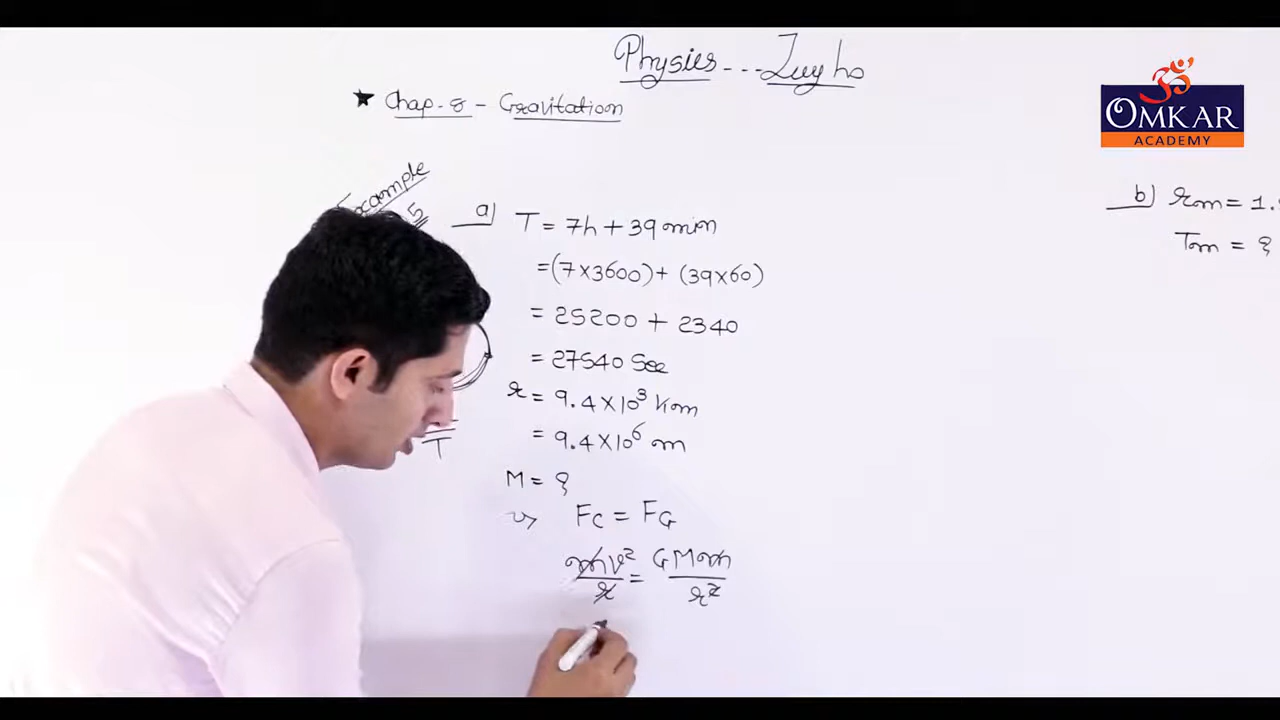 Physics...
★ Chap-8 - Gravitation
OMKAR
ACADEMY
Example
5
a) T = 7h + 39 min
= (7×3600) + (39×60)
= 25200 + 2340
= 27540 Sec
r = 9.4×10³ km
= 9.4×10⁶ m
M = ?
Fc = FG
mv²/r = GMm/r²
T
b) rm = 1.
Tm = ?